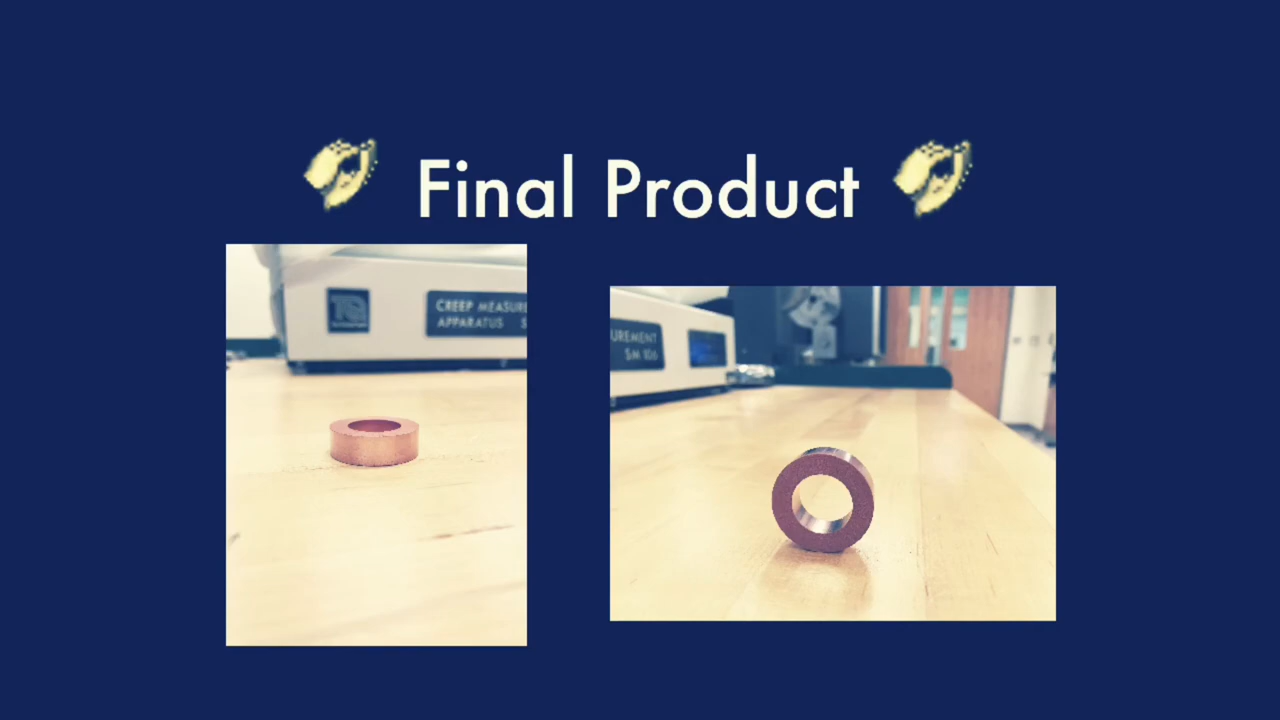 Final Product
CREEP MEASURE
APPARATUS S
UREMENT
SM 106